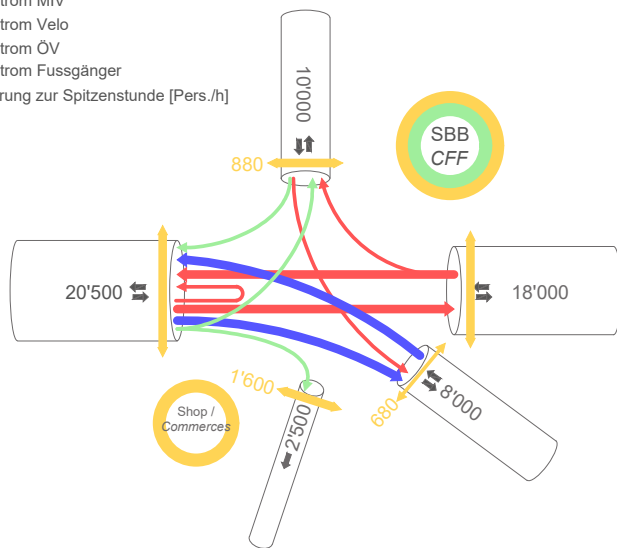 trom MIV
trom Velo
trom ÖV
trom Fussgänger
rung zur Spitzenstunde [Pers./h]
10'000
880
SBB
CFF
20'500
18'000
1'600
680
8'000
Shop /
Commerces
2'500